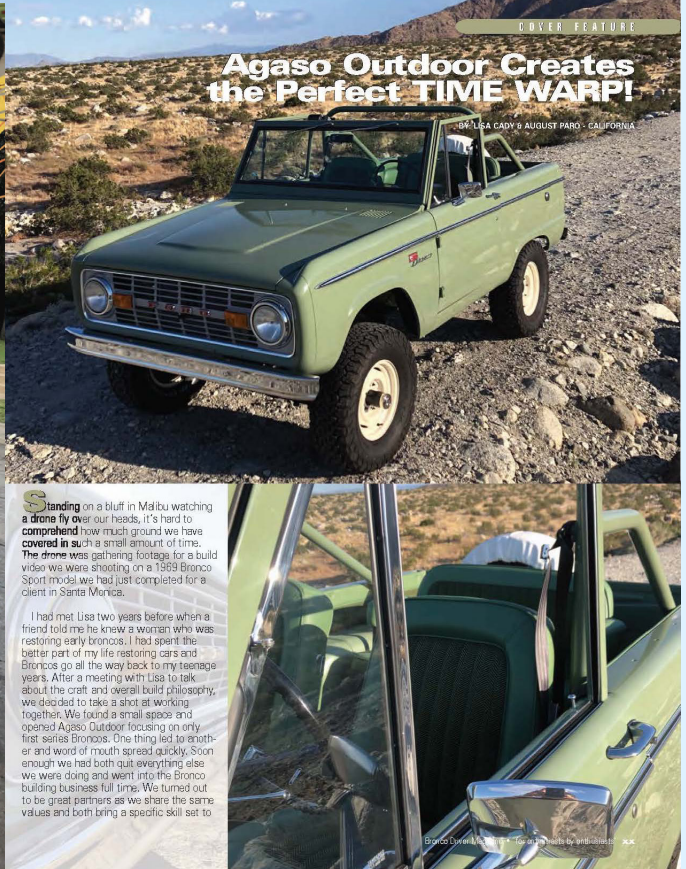 COVER FEATURE
Agaso Outdoor Creates
the Perfect TIME WARP!
BY: LISA CADY & AUGUST PARO - CALIFORNIA
FORD
Bronco
Standing on a bluff in Malibu watching
a drone fly over our heads, it's hard to
comprehend how much ground we have
covered in such a small amount of time.
The drone was gathering footage for a build
video we were shooting on a 1969 Bronco
Sport model we had just completed for a
client in Santa Monica.
I had met Lisa two years before when a
friend told me he knew a woman who was
restoring early broncos. I had spent the
better part of my life restoring cars and
Broncos go all the way back to my teenage
years. After a meeting with Lisa to talk
about the craft and overall build philosophy,
we decided to take a shot at working
together. We found a small space and
opened Agaso Outdoor focusing on only
first series Broncos. One thing led to anoth-
er and word of mouth spread quickly. Soon
enough we had both quit everything else
we were doing and went into the Bronco
building business full time. We turned out
to be great partners as we share the same
values and both bring a specific skill set to
Bronco Driver Magazine • for enthusiasts by enthusiasts xx